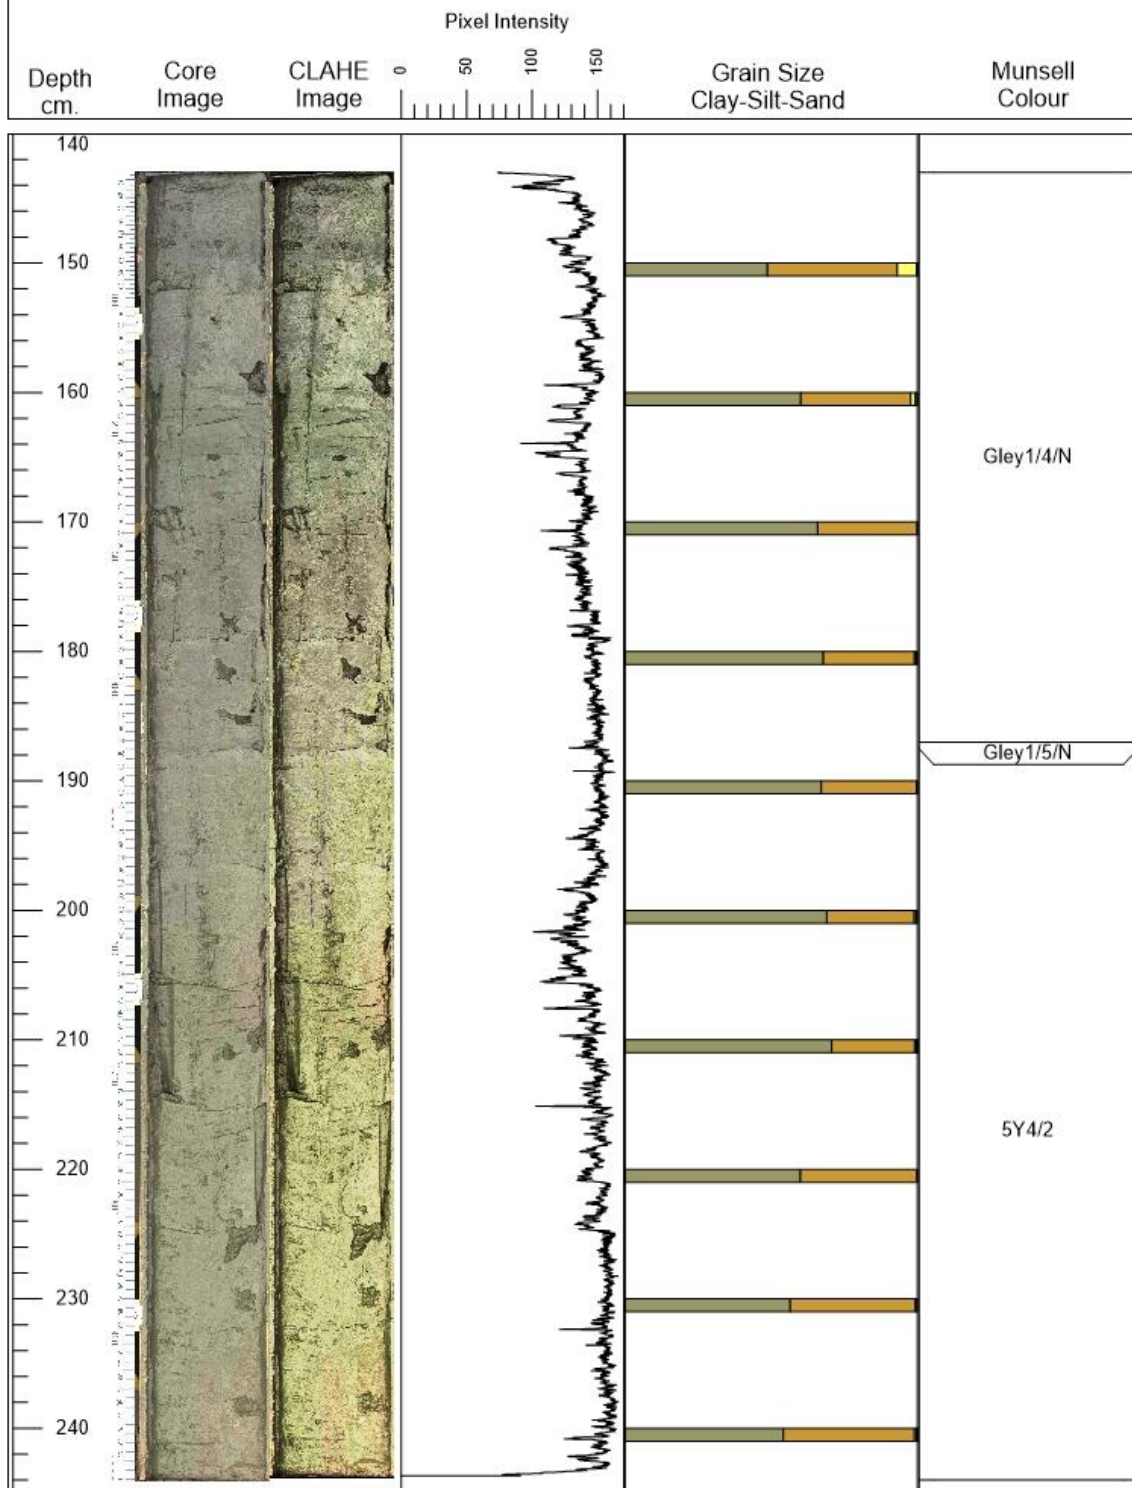 Pixel Intensity
Depth
cm.
Core
Image
CLAHE
Image
0
50
100
150
Grain Size
Clay-Silt-Sand
Munsell
Colour
140
150
160
Gley1/4/N
170
180
Gley1/5/N
190
200
210
5Y4/2
220
230
240